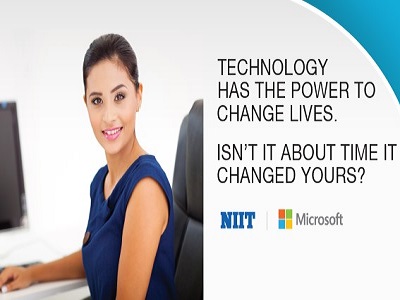 TECHNOLOGY
HAS THE POWER TO
CHANGE LIVES.
ISN'T IT ABOUT TIME IT
CHANGED YOURS?
NIIT Microsoft